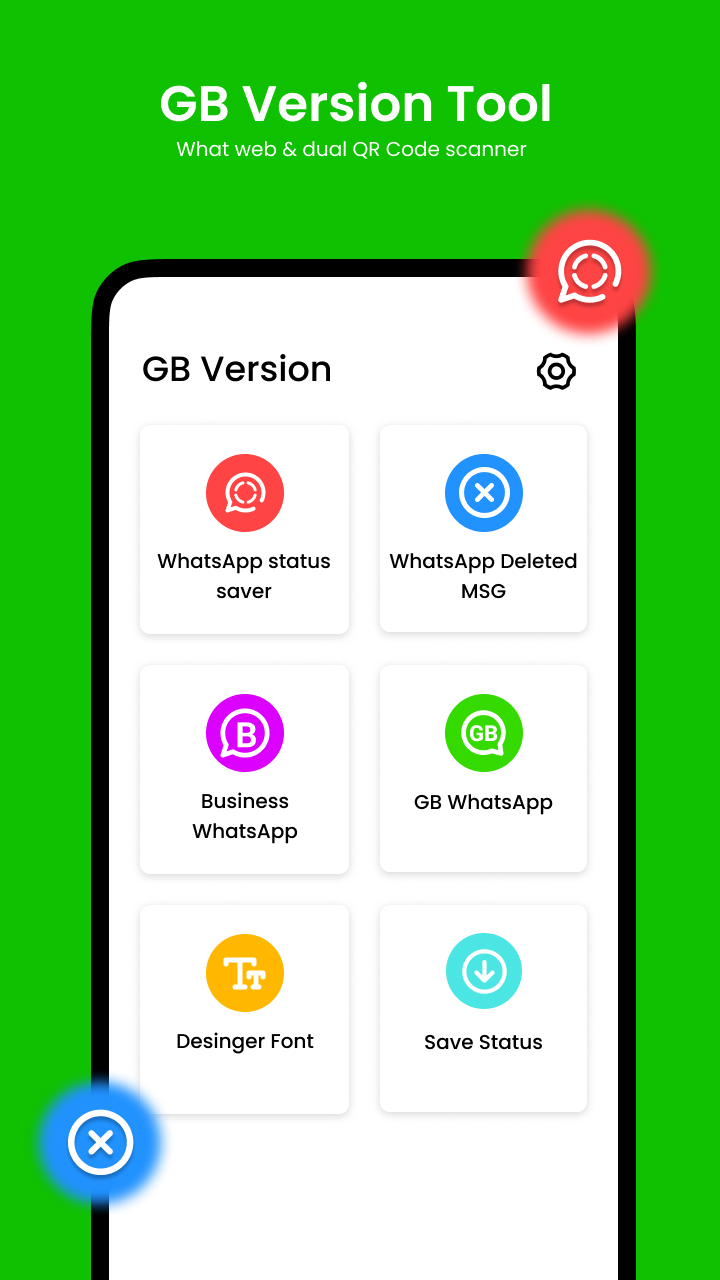 GB Version Tool
What web & dual QR Code scanner
GB Version
WhatsApp status
saver
WhatsApp Deleted
MSG
B
Business
WhatsApp
GB
GB WhatsApp
TT
Desinger Font
Save Status